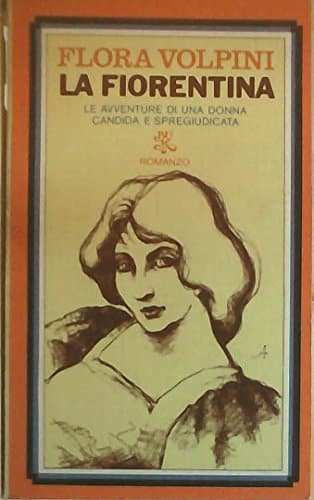 FLORA VOLPINI
LA FIORENTINA
LE AVVENTURE DI UNA DONNA
CANDIDA E SPREGIUDICATA
ROMANZO